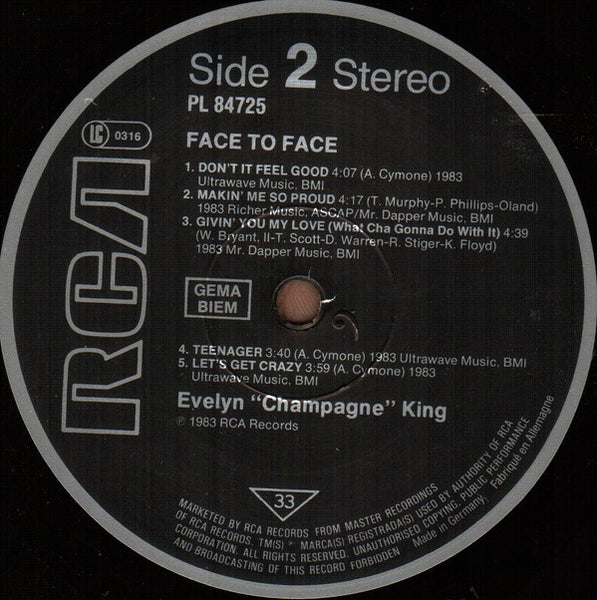 Side 2 Stereo
PL 84725
LC 0316
RCA
FACE TO FACE
1. DON'T IT FEEL GOOD 4:07 (A. Cymone) 1983
Ultrawave Music, BMI
2. MAKIN' ME SO PROUD 4:17 (T. Murphy-P. Phillips-Oland)
1983 Richer Music, ASCAP/Mr. Dapper Music, BMI
3. GIVIN' YOU MY LOVE (What Cha Gonna Do With It) 4:39
(W. Bryant, II-T. Scott-D. Warren-R. Stiger-K. Floyd)
1983 Mr. Dapper Music, BMI
GEMA
BIEM
4. TEENAGER 3:40 (A. Cymone) 1983 Ultrawave Music, BMI
5. LET'S GET CRAZY 3:59 (A. Cymone) 1983
Ultrawave Music, BMI
Evelyn "Champagne" King
℗ 1983 RCA Records
33
MARKETED BY RCA RECORDS FROM MASTER RECORDINGS
OF RCA RECORDS. TM(S) ® MARCA(S) REGISTRADA(S) USED BY AUTHORITY OF RCA
CORPORATION. ALL RIGHTS RESERVED. UNAUTHORISED COPYING, PUBLIC PERFORMANCE
AND BROADCASTING OF THIS RECORD FORBIDDEN
Made in Germany.
Fabriqué en Allemagne